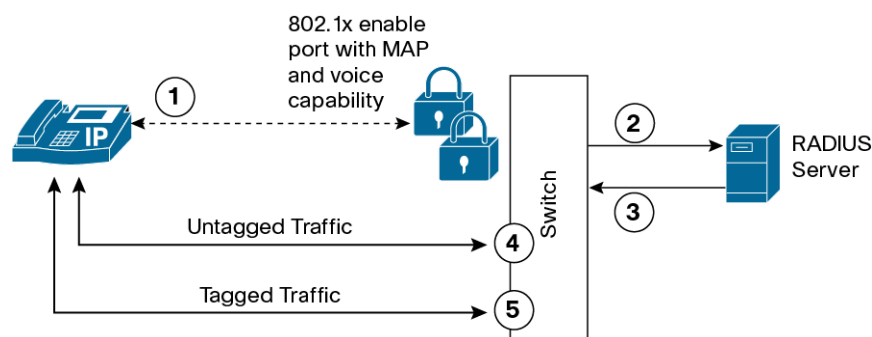 802.1x enable
port with MAP
and voice
capability
1
IP
2
RADIUS
Server
3
Switch
Untagged Traffic
4
Tagged Traffic
5